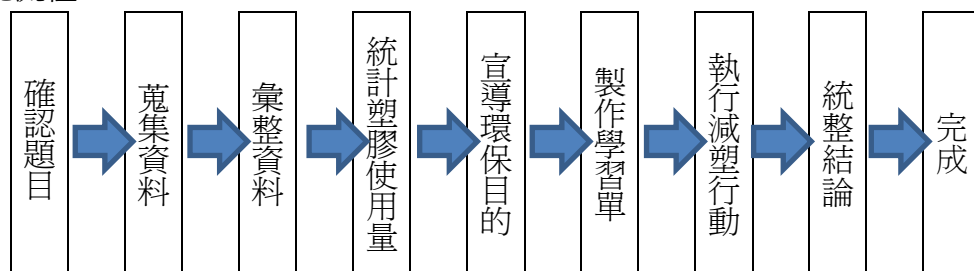 確認題目
蒐集資料
彙整資料
統計塑膠使用量
宣導環保目的
製作學習單
執行減塑行動
統整結論
完成